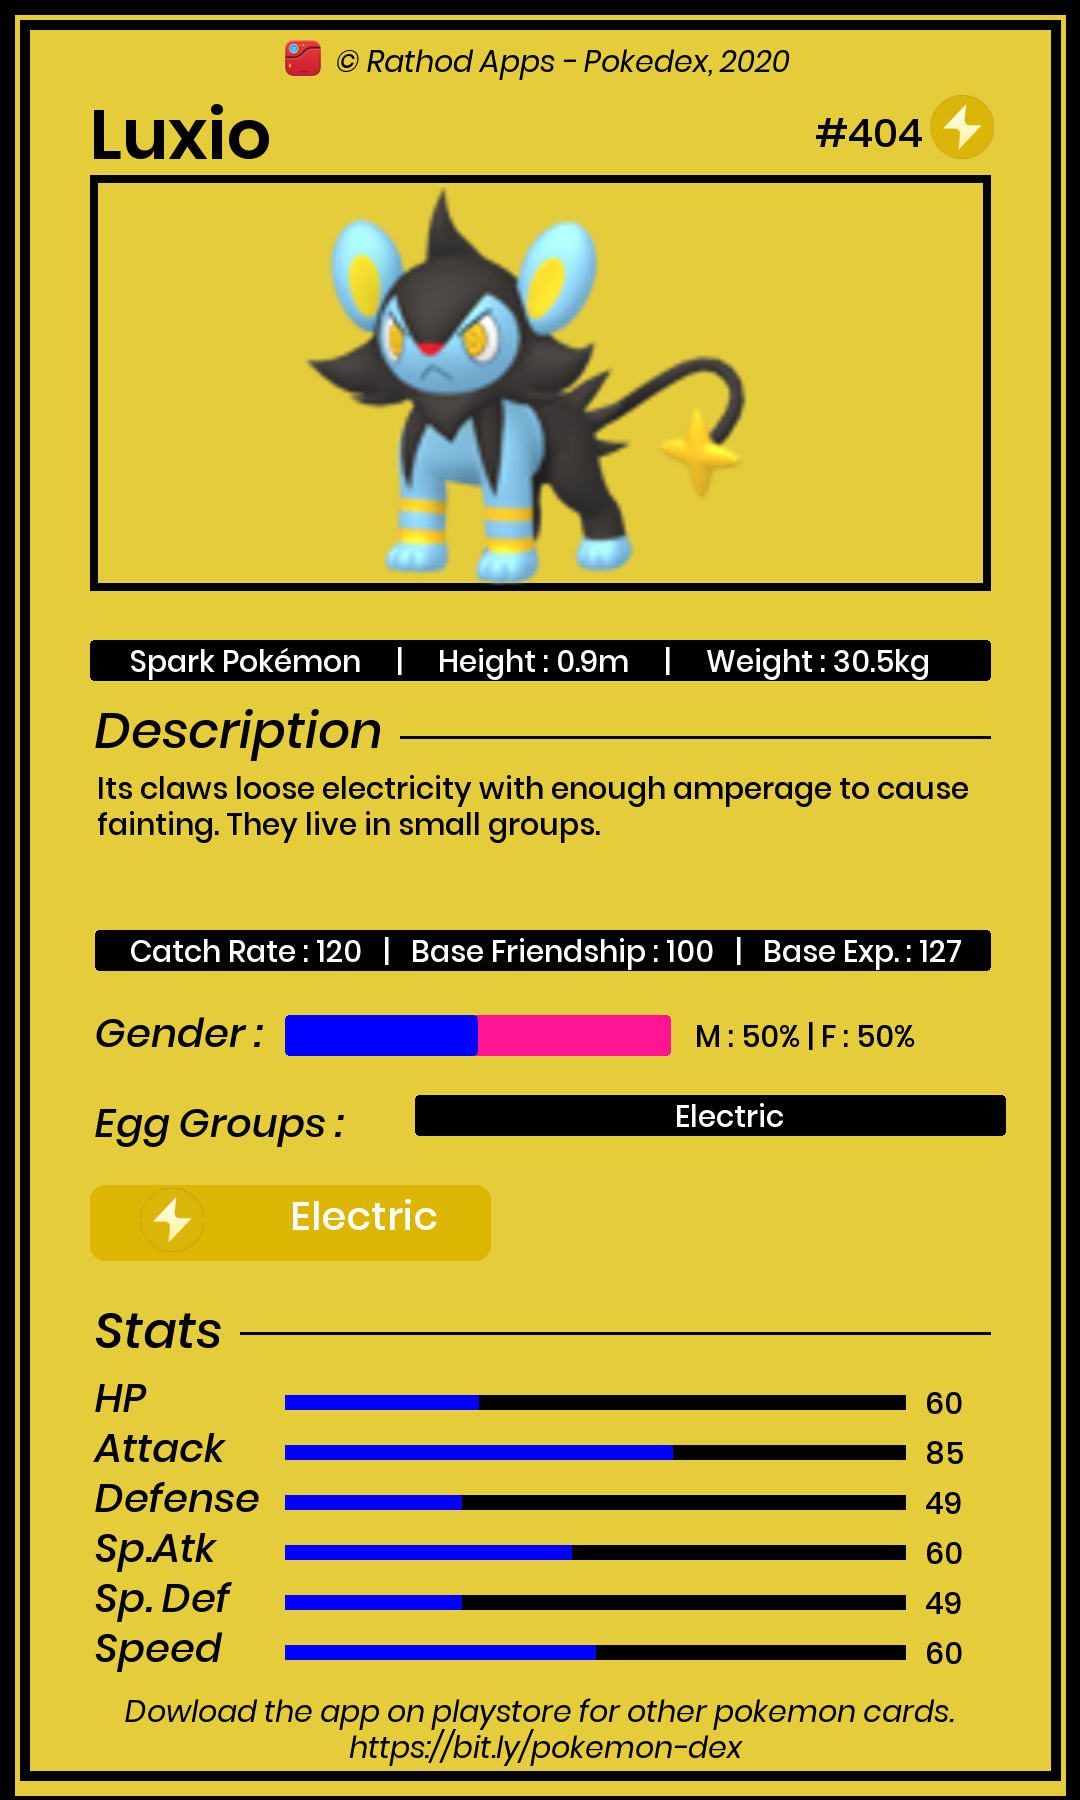 © Rathod Apps - Pokedex, 2020
Luxio
#404
Spark Pokémon | Height : 0.9m | Weight : 30.5kg
Description
Its claws loose electricity with enough amperage to cause
fainting. They live in small groups.
Catch Rate : 120 | Base Friendship : 100 | Base Exp. : 127
Gender : M : 50% | F : 50%
Egg Groups : Electric
Electric
Stats
HP 60
Attack 85
Defense 49
Sp.Atk 60
Sp. Def 49
Speed 60
Dowload the app on playstore for other pokemon cards.
https://bit.ly/pokemon-dex